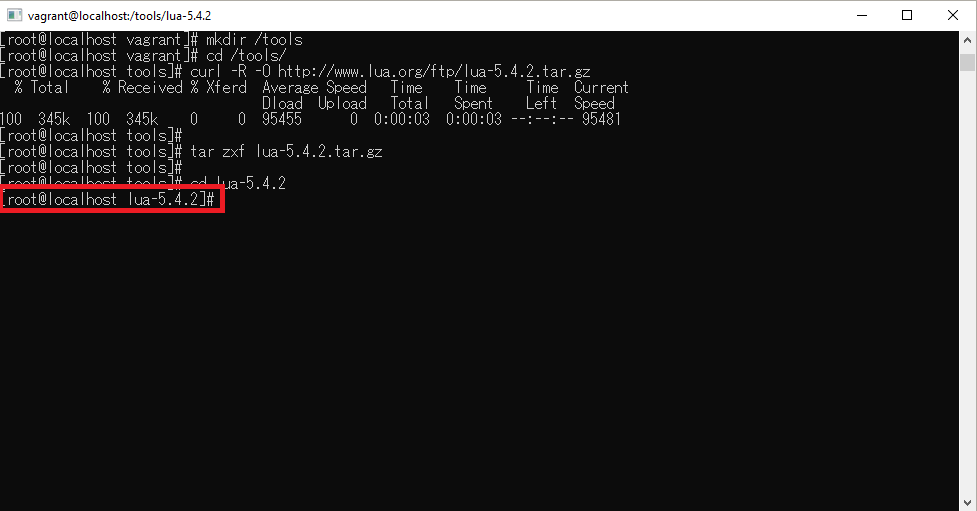 vagrant@localhost:/tools/lua-5.4.2
[root@localhost vagrant]# mkdir /tools
[root@localhost vagrant]# cd /tools/
[root@localhost tools]# curl -R -O http://www.lua.org/ftp/lua-5.4.2.tar.gz
% Total % Received % Xferd Average Speed Time Time Time Current
Dload Upload Total Spent Left Speed
100 345k 100 345k 0 0 95455 0 0:00:03 0:00:03 --:--:-- 95481
[root@localhost tools]#
[root@localhost tools]# tar zxf lua-5.4.2.tar.gz
[root@localhost tools]#
[root@localhost tools]# cd lua-5.4.2
[root@localhost lua-5.4.2]#